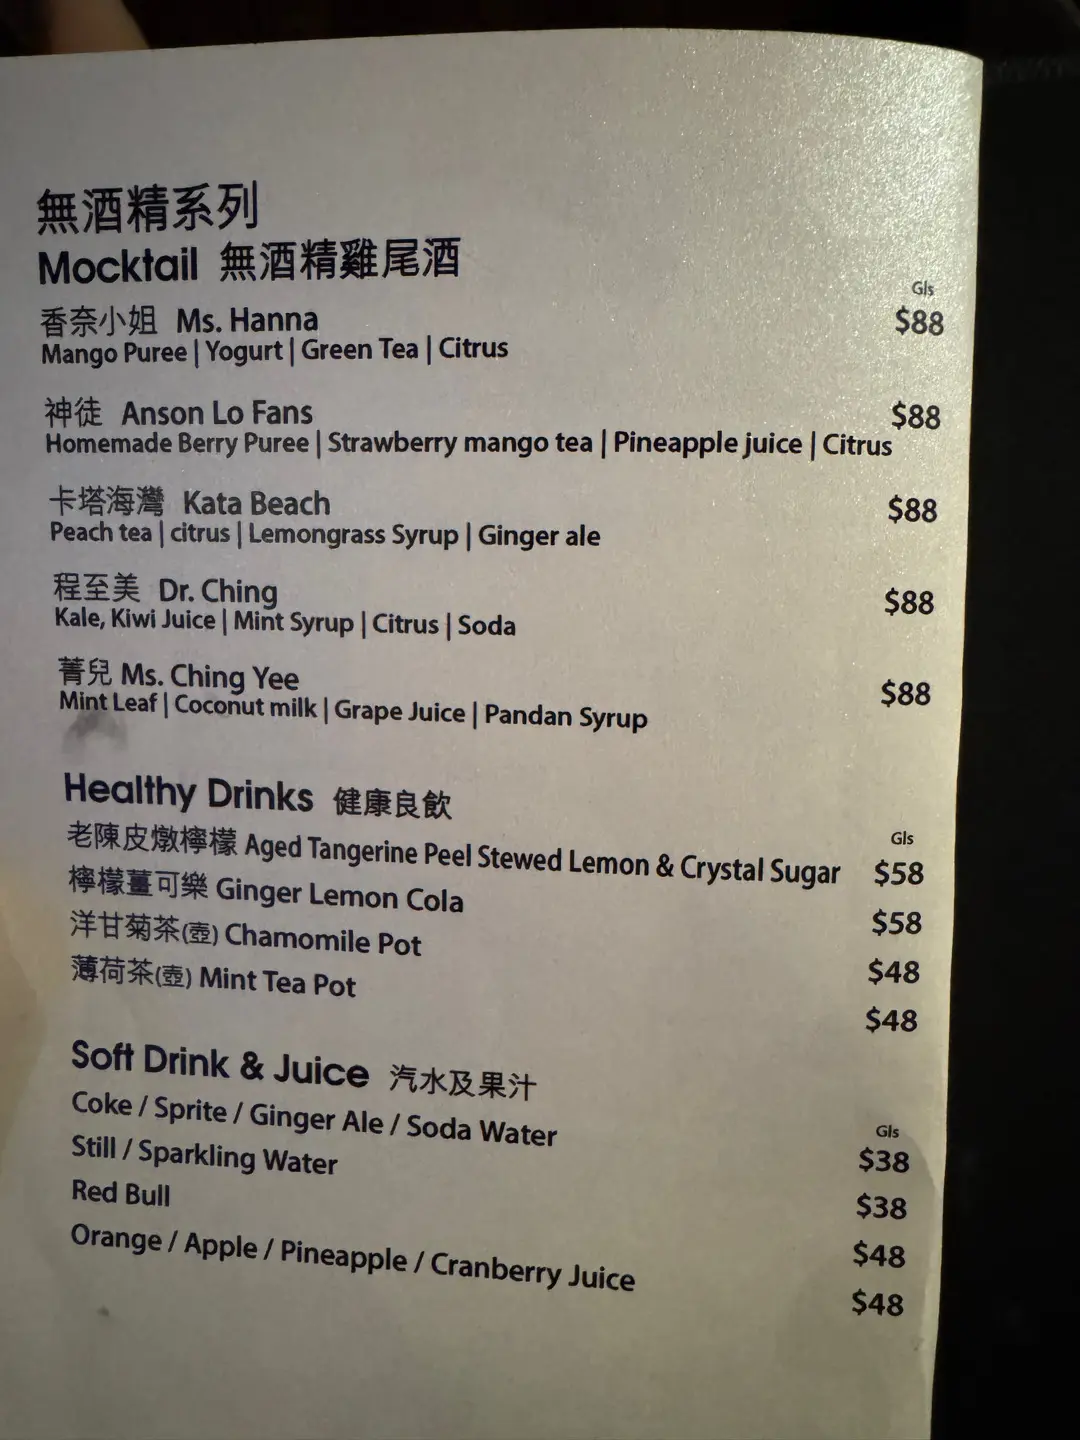 無酒精系列
Mocktail 無酒精雞尾酒
Gls
香奈小姐 Ms. Hanna $88
Mango Puree | Yogurt | Green Tea | Citrus
神徒 Anson Lo Fans $88
Homemade Berry Puree | Strawberry mango tea | Pineapple juice | Citrus
卡塔海灣 Kata Beach $88
Peach tea | citrus | Lemongrass Syrup | Ginger ale
程至美 Dr. Ching $88
Kale, Kiwi Juice | Mint Syrup | Citrus | Soda
菁兒 Ms. Ching Yee $88
Mint Leaf | Coconut milk | Grape Juice | Pandan Syrup
Healthy Drinks 健康良飲
Gls
老陳皮燉檸檬 Aged Tangerine Peel Stewed Lemon & Crystal Sugar $58
檸檬薑可樂 Ginger Lemon Cola $58
洋甘菊茶(壺) Chamomile Pot $48
薄荷茶(壺) Mint Tea Pot $48
Soft Drink & Juice 汽水及果汁
Gls
Coke / Sprite / Ginger Ale / Soda Water $38
Still / Sparkling Water $38
Red Bull $48
Orange / Apple / Pineapple / Cranberry Juice $48